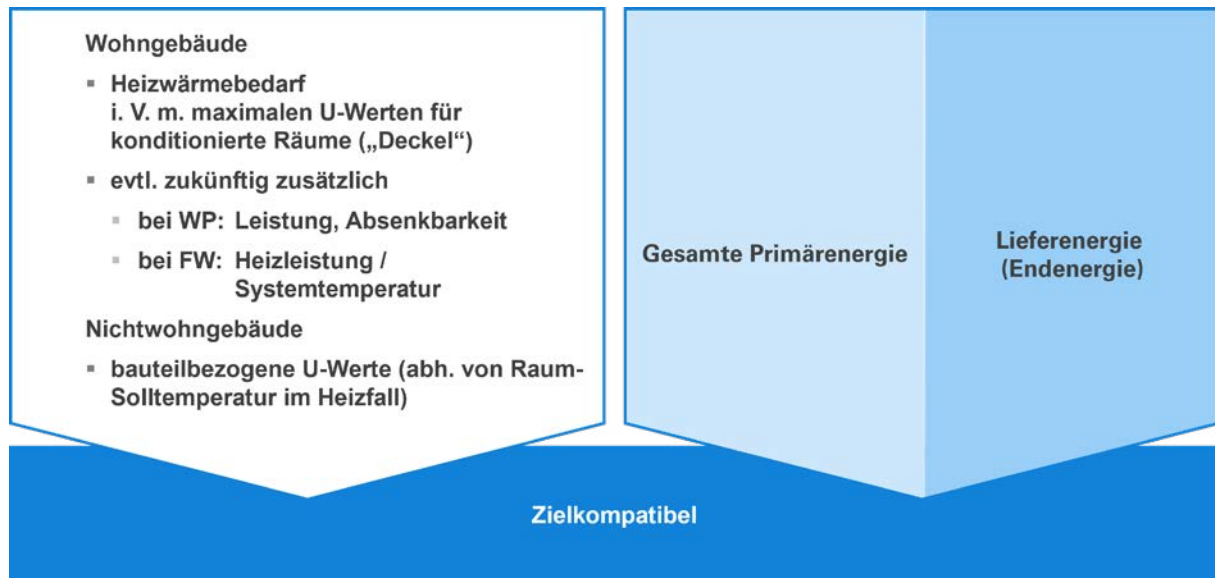 Wohngebäude
▪ Heizwärmebedarf
i. V. m. maximalen U-Werten für
konditionierte Räume („Deckel“)
▪ evtl. zukünftig zusätzlich
▪ bei WP: Leistung, Absenkbarkeit
▪ bei FW: Heizleistung /
Systemtemperatur
Nichtwohngebäude
▪ bauteilbezogene U-Werte (abh. von Raum-
Solltemperatur im Heizfall)
Gesamte Primärenergie
Lieferenergie
(Endenergie)
Zielkompatibel